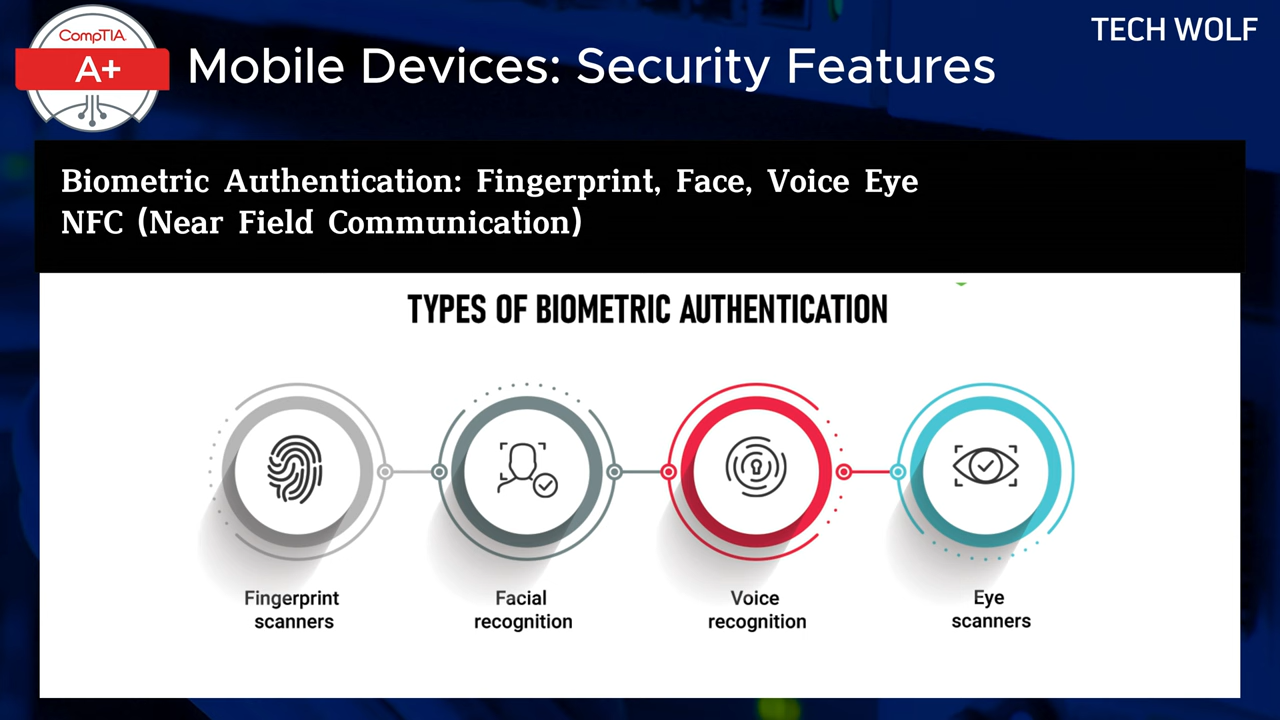 CompTIA
A+
Mobile Devices: Security Features
TECH WOLF
Biometric Authentication: Fingerprint, Face, Voice Eye
NFC (Near Field Communication)
TYPES OF BIOMETRIC AUTHENTICATION
Fingerprint
scanners
Facial
recognition
Voice
recognition
Eye
scanners